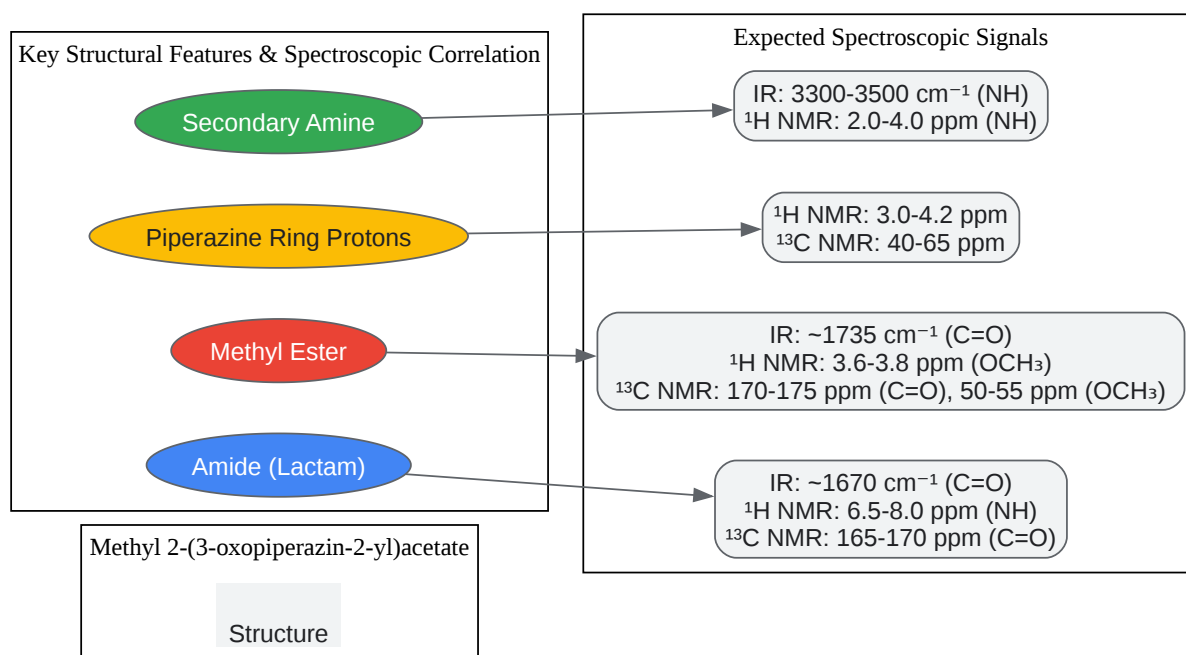 Key Structural Features & Spectroscopic Correlation
Secondary Amine
Piperazine Ring Protons
Methyl Ester
Amide (Lactam)
Methyl 2-(3-oxopiperazin-2-yl)acetate
Structure
Expected Spectroscopic Signals
IR: 3300-3500 cm⁻¹ (NH)
¹H NMR: 2.0-4.0 ppm (NH)
¹H NMR: 3.0-4.2 ppm
¹³C NMR: 40-65 ppm
IR: ~1735 cm⁻¹ (C=O)
¹H NMR: 3.6-3.8 ppm (OCH₃)
¹³C NMR: 170-175 ppm (C=O), 50-55 ppm (OCH₃)
IR: ~1670 cm⁻¹ (C=O)
¹H NMR: 6.5-8.0 ppm (NH)
¹³C NMR: 165-170 ppm (C=O)